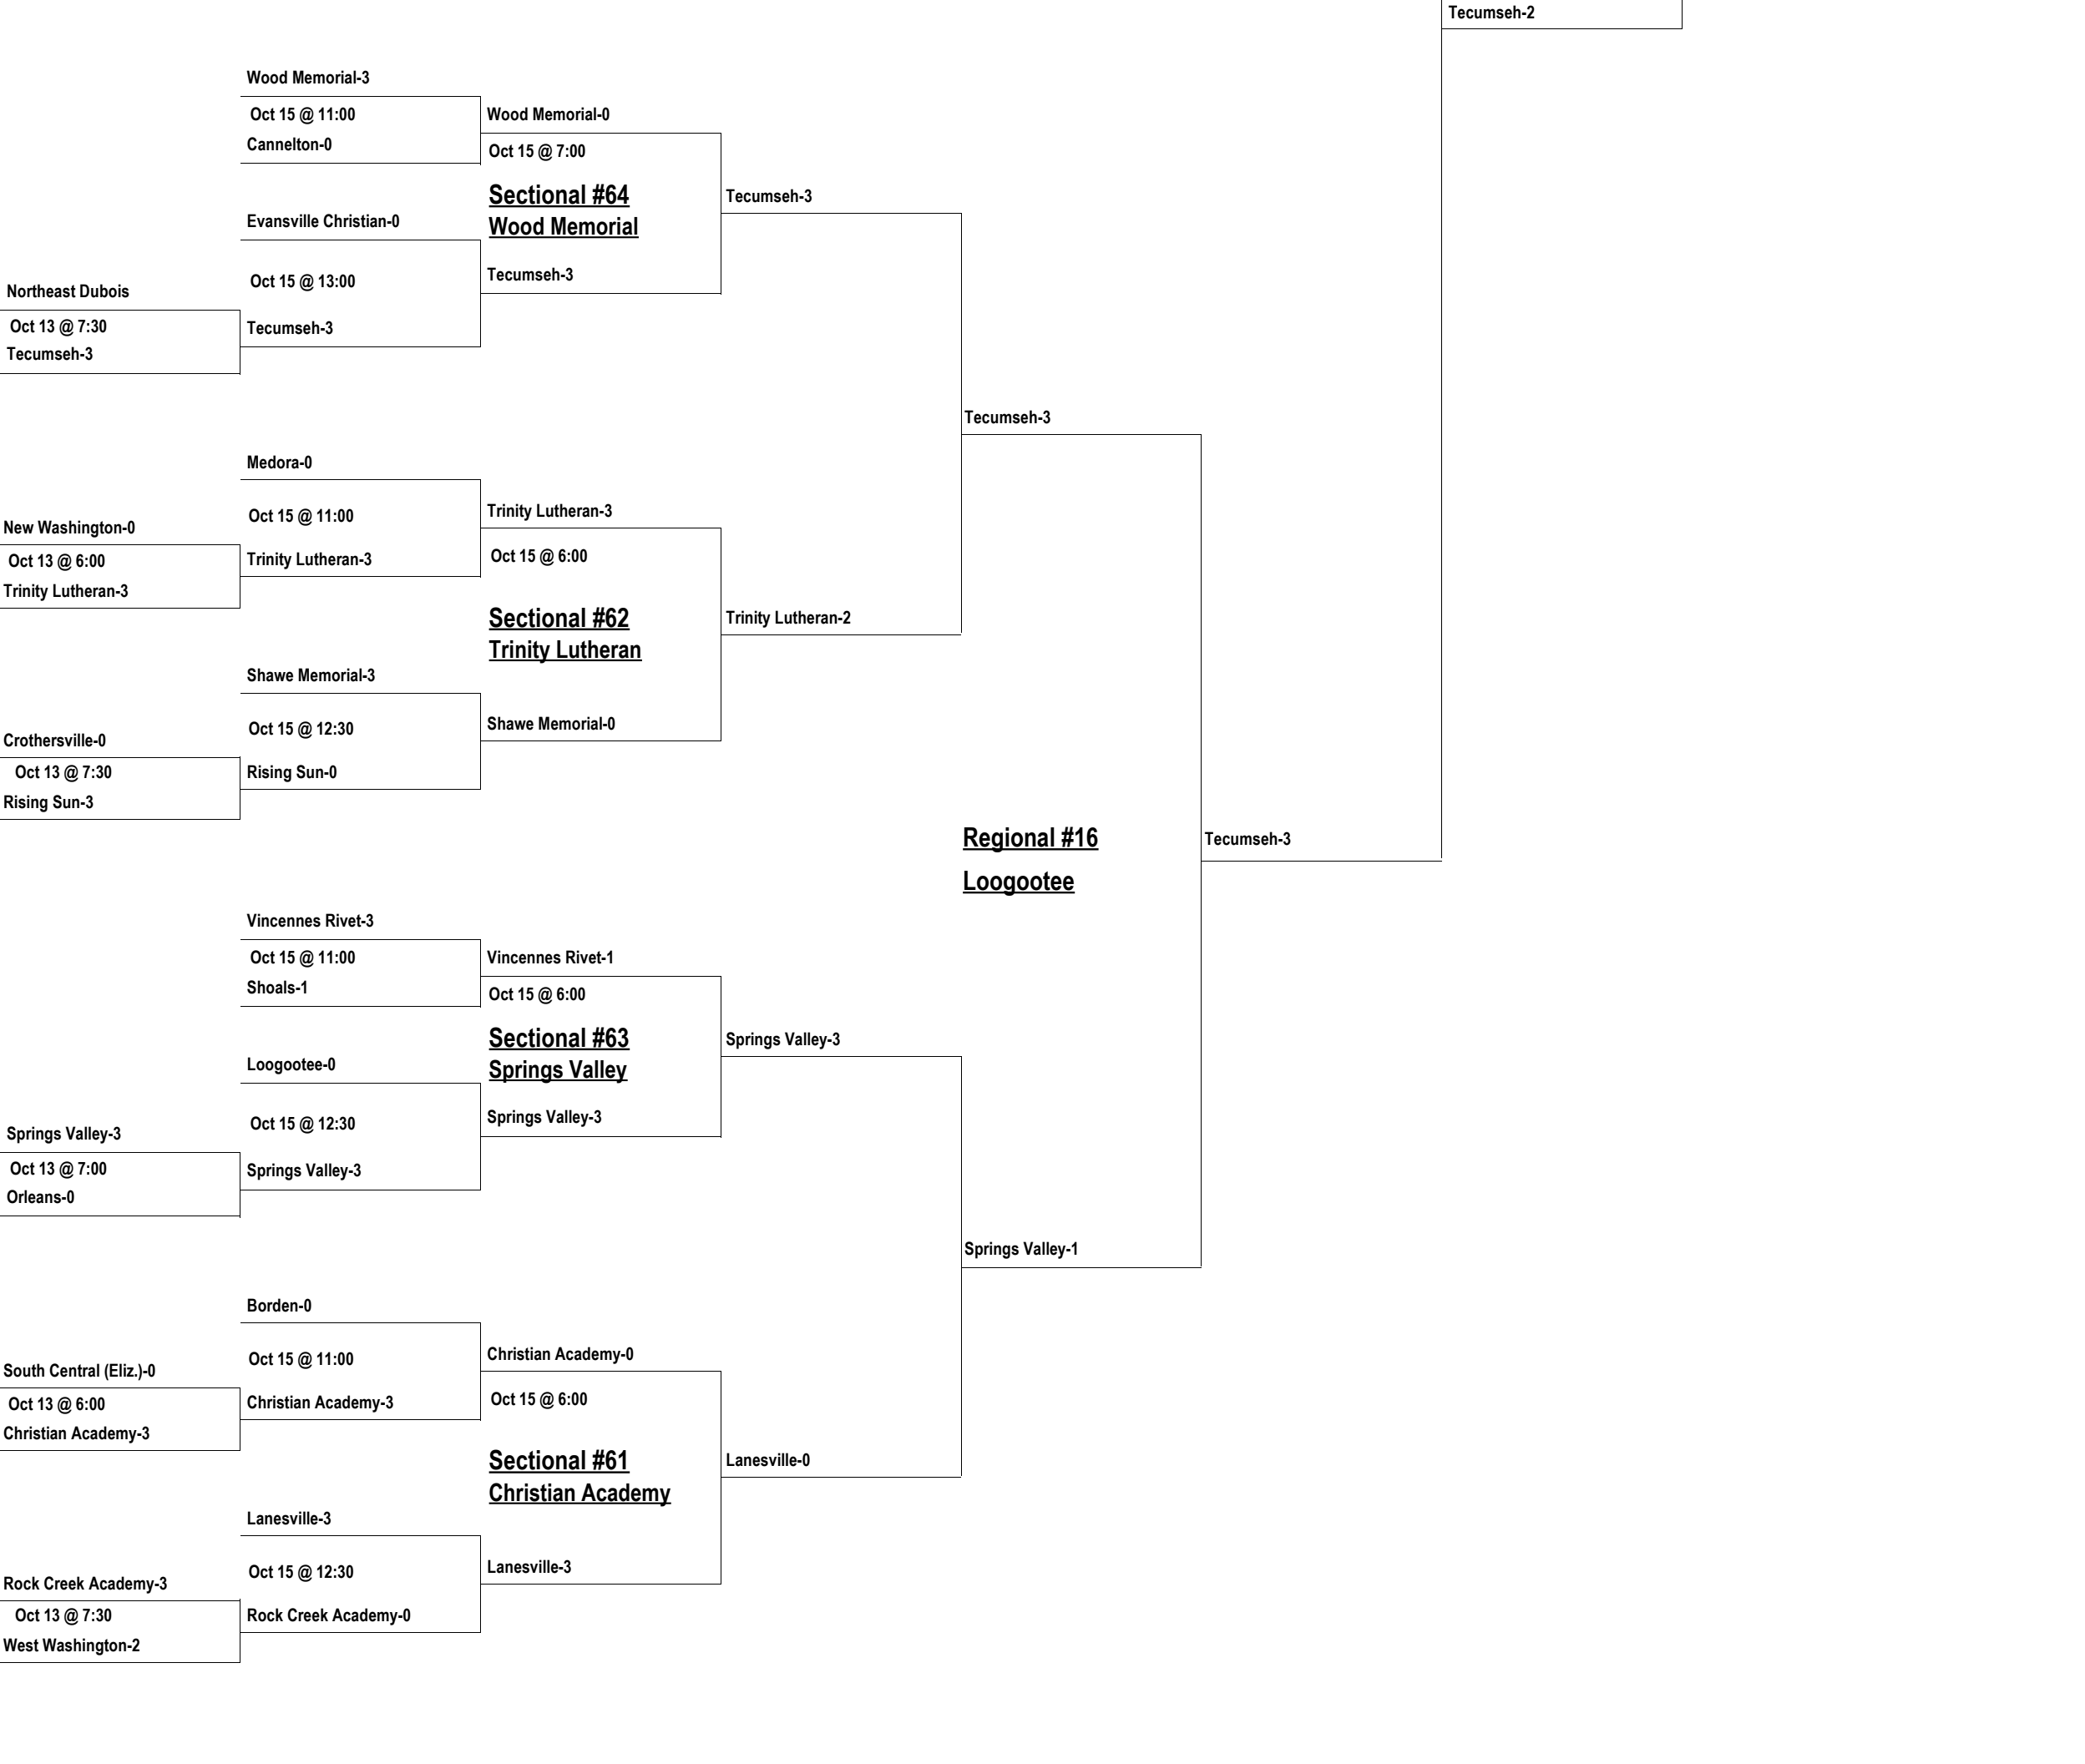 Tecumseh-2
Wood Memorial-3
Oct 15 @ 11:00
Wood Memorial-0
Cannelton-0
Oct 15 @ 7:00
Sectional #64
Tecumseh-3
Wood Memorial
Evansville Christian-0
Tecumseh-3
Oct 15 @ 13:00
Northeast Dubois
Oct 13 @ 7:30
Tecumseh-3
Tecumseh-3
Tecumseh-3
Medora-0
Trinity Lutheran-3
Oct 15 @ 11:00
New Washington-0
Oct 13 @ 6:00
Trinity Lutheran-3
Oct 15 @ 6:00
Trinity Lutheran-3
Sectional #62
Trinity Lutheran-2
Trinity Lutheran
Shawe Memorial-3
Shawe Memorial-0
Oct 15 @ 12:30
Crothersville-0
Oct 13 @ 7:30
Rising Sun-0
Rising Sun-3
Regional #16
Tecumseh-3
Loogootee
Vincennes Rivet-3
Oct 15 @ 11:00
Vincennes Rivet-1
Shoals-1
Oct 15 @ 6:00
Sectional #63
Springs Valley-3
Springs Valley
Loogootee-0
Springs Valley-3
Oct 15 @ 12:30
Springs Valley-3
Oct 13 @ 7:00
Springs Valley-3
Orleans-0
Springs Valley-1
Borden-0
Christian Academy-0
Oct 15 @ 11:00
South Central (Eliz.)-0
Oct 13 @ 6:00
Christian Academy-3
Oct 15 @ 6:00
Christian Academy-3
Sectional #61
Lanesville-0
Christian Academy
Lanesville-3
Lanesville-3
Oct 15 @ 12:30
Rock Creek Academy-3
Oct 13 @ 7:30
Rock Creek Academy-0
West Washington-2